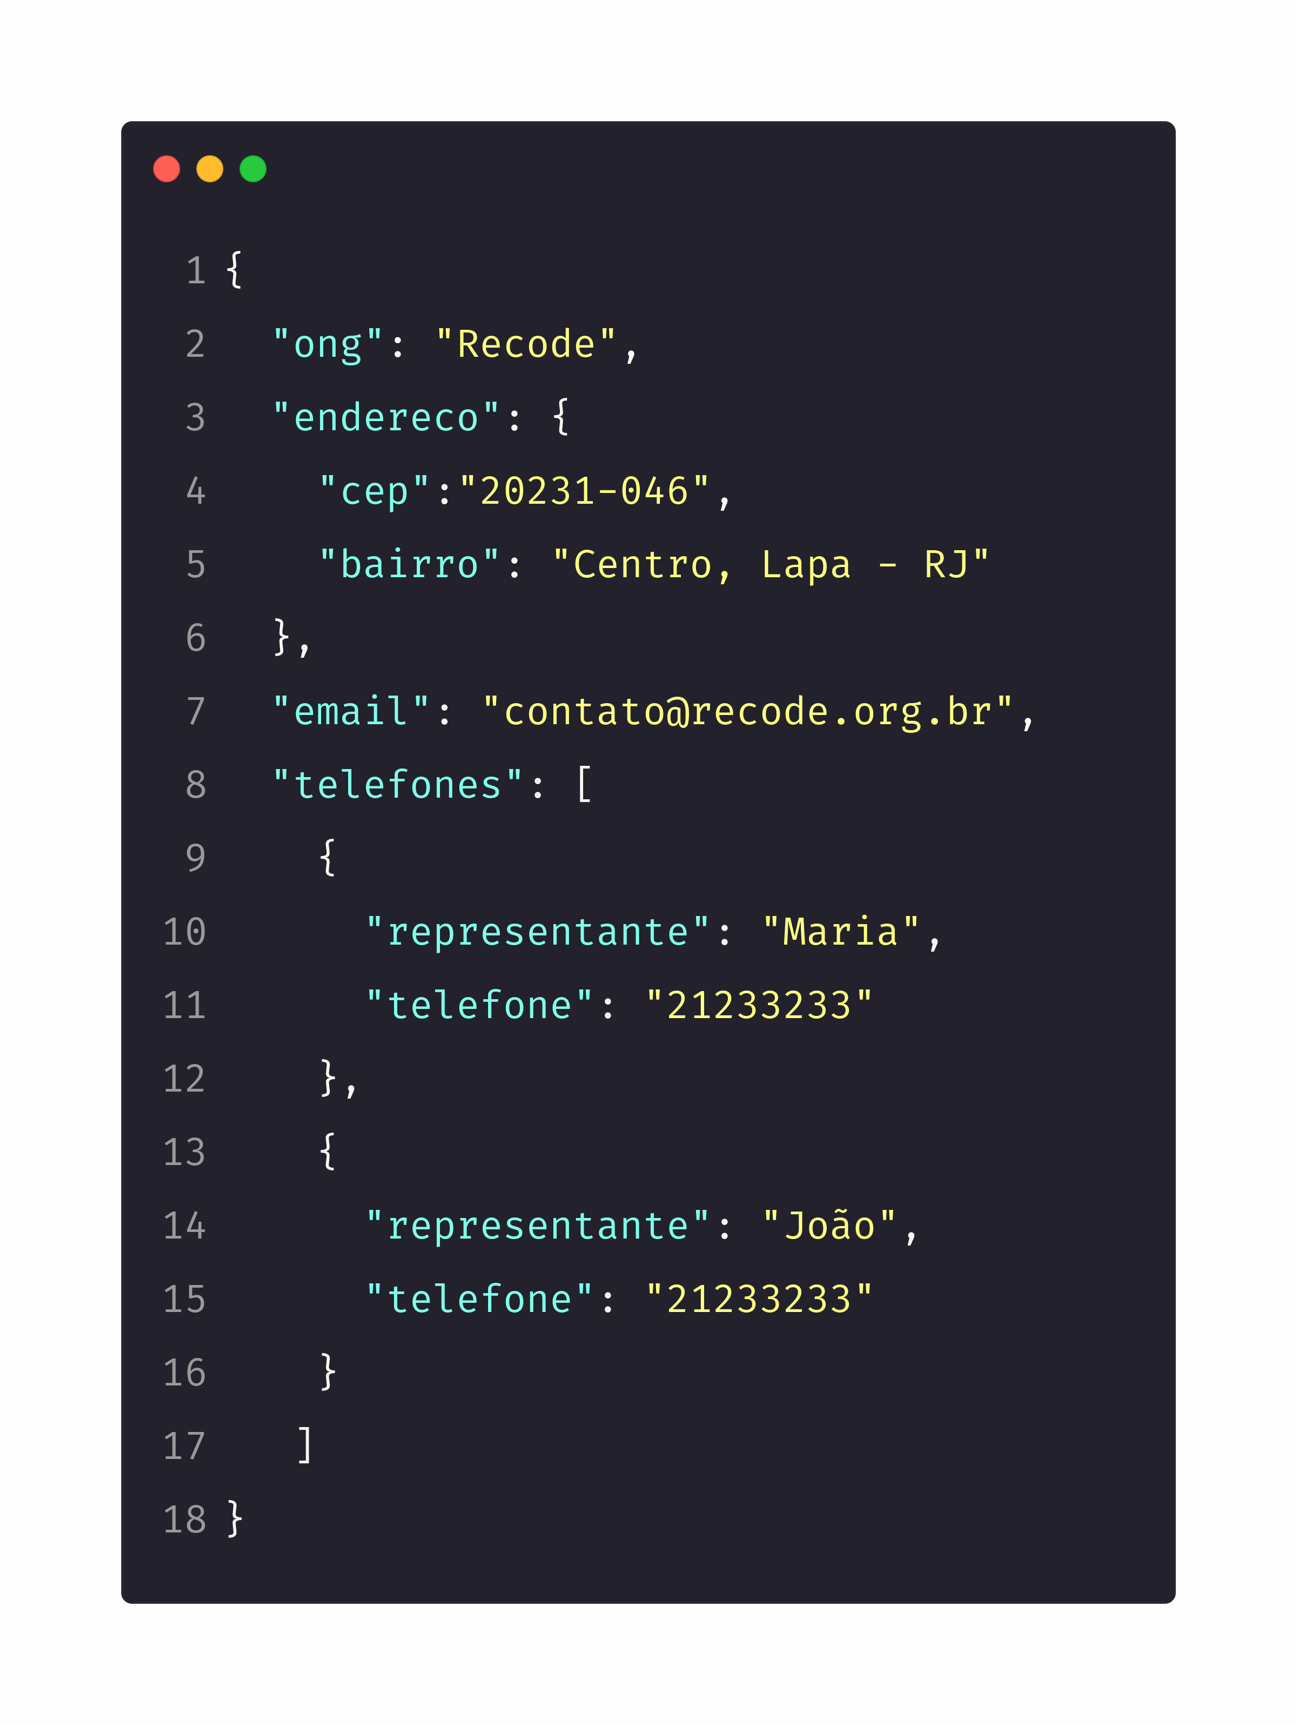 1 {
2   "ong": "Recode",
3   "endereco": {
4     "cep":"20231-046",
5     "bairro": "Centro, Lapa - RJ"
6   },
7   "email": "contato@recode.org.br",
8   "telefones": [
9     {
10       "representante": "Maria",
11       "telefone": "21233233"
12     },
13     {
14       "representante": "João",
15       "telefone": "21233233"
16     }
17    ]
18 }